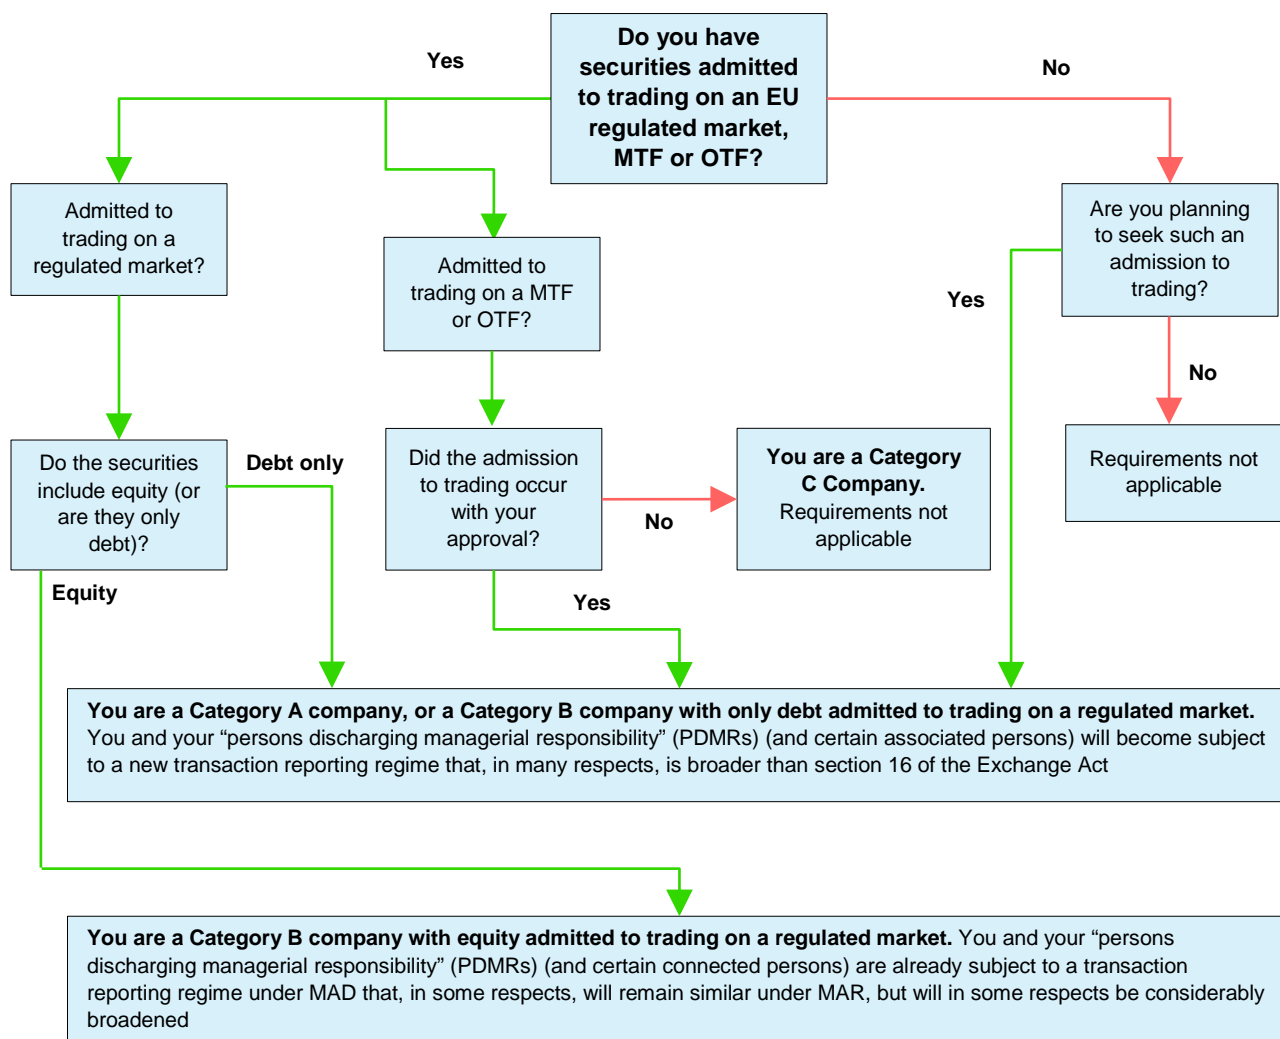 Do you have
securities admitted
to trading on an EU
regulated market,
MTF or OTF?
Yes
No
Admitted to
trading on a
regulated market?
Admitted to
trading on a MTF
or OTF?
Are you planning
to seek such an
admission to
trading?
Yes
No
Do the securities
include equity (or
are they only
debt)?
Debt only
Equity
Did the admission
to trading occur
with your
approval?
No
Yes
You are a Category
C Company.
Requirements not
applicable
Requirements not
applicable
You are a Category A company, or a Category B company with only debt admitted to trading on a regulated market.
You and your “persons discharging managerial responsibility” (PDMRs) (and certain associated persons) will become subject
to a new transaction reporting regime that, in many respects, is broader than section 16 of the Exchange Act
You are a Category B company with equity admitted to trading on a regulated market. You and your “persons
discharging managerial responsibility” (PDMRs) (and certain connected persons) are already subject to a transaction
reporting regime under MAD that, in some respects, will remain similar under MAR, but will in some respects be considerably
broadened